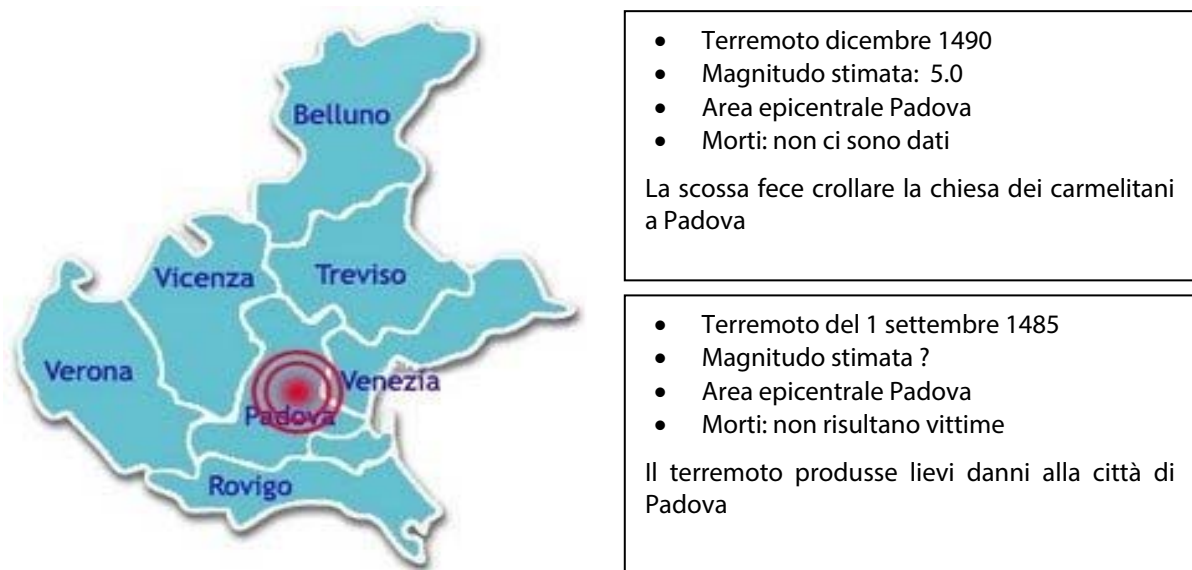 Belluno
Vicenza
Treviso
Verona
Venezia
Padova
Rovigo
• Terremoto dicembre 1490
• Magnitudo stimata: 5.0
• Area epicentrale Padova
• Morti: non ci sono dati
La scossa fece crollare la chiesa dei carmelitani
a Padova
• Terremoto del 1 settembre 1485
• Magnitudo stimata ?
• Area epicentrale Padova
• Morti: non risultano vittime
Il terremoto produsse lievi danni alla città di
Padova